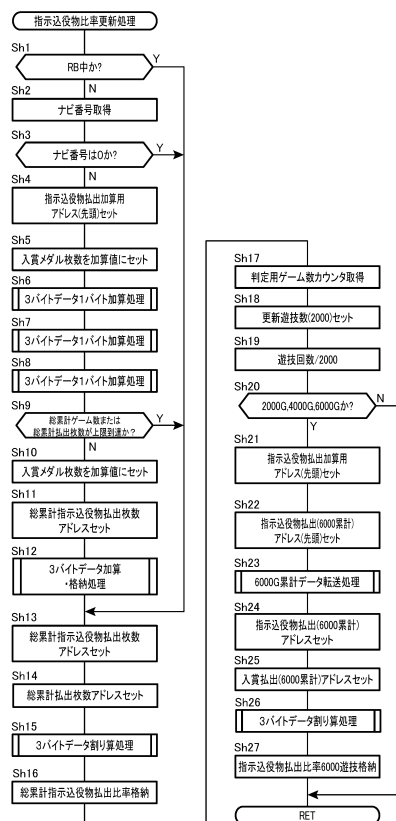 指示込役物比率更新処理
Sh1
RB中か?
Y
N
Sh2
ナビ番号取得
Sh3
ナビ番号は0か?
Y
N
Sh4
指示込役物払出加算用
アドレス(先頭)セット
Sh5
入賞メダル枚数を加算値にセット
Sh6
3バイトデータ1バイト加算処理
Sh7
3バイトデータ1バイト加算処理
Sh8
3バイトデータ1バイト加算処理
Sh9
総累計ゲーム数または
総累計払出枚数が上限到達か?
Y
N
Sh10
入賞メダル枚数を加算値にセット
Sh11
総累計指示込役物払出枚数
アドレスセット
Sh12
3バイトデータ加算
・格納処理
Sh13
総累計指示込役物払出枚数
アドレスセット
Sh14
総累計払出枚数アドレスセット
Sh15
3バイトデータ割り算処理
Sh16
総累計指示込役物払出比率格納
Sh17
判定用ゲーム数カウンタ取得
Sh18
更新遊技数(2000)セット
Sh19
遊技回数/2000
Sh20
2000G,4000G,6000Gか?
N
Y
Sh21
指示込役物払出加算用
アドレス(先頭)セット
Sh22
指示込役物払出(6000累計)
アドレス(先頭)セット
Sh23
6000G累計データ転送処理
Sh24
指示込役物払出(6000累計)
アドレスセット
Sh25
入賞払出(6000累計)アドレスセット
Sh26
3バイトデータ割り算処理
Sh27
指示込役物払出比率6000遊技格納
RET